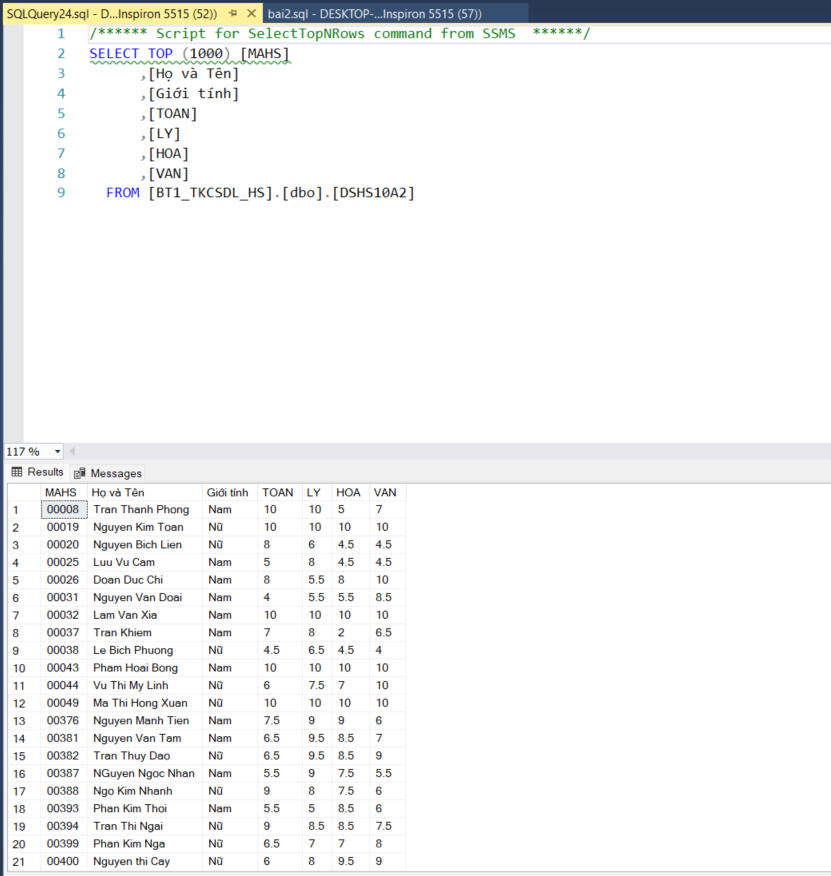 SQLQuery24.sql - D...Inspiron 5515 (52)) bai2.sql - DESKTOP-...Inspiron 5515 (57))
1 /****** Script for SelectTopNRows command from SSMS ******/
2 SELECT TOP (1000) [MAHS]
3 ,[Họ và Tên]
4 ,[Giới tính]
5 ,[TOAN]
6 ,[LY]
7 ,[HOA]
8 ,[VAN]
9 FROM [BT1_TKCSDL_HS].[dbo].[DSHS10A2]
117 %
Results Messages
MAHS Họ và Tên Giới tính TOAN LY HOA VAN
1 00008 Tran Thanh Phong Nam 10 10 5 7
2 00019 Nguyen Kim Toan Nữ 10 10 10 10
3 00020 Nguyen Bich Lien Nữ 8 6 4.5 4.5
4 00025 Luu Vu Cam Nam 5 8 4.5 4.5
5 00026 Doan Duc Chi Nam 8 5.5 8 10
6 00031 Nguyen Van Doai Nam 4 5.5 5.5 8.5
7 00032 Lam Van Xia Nam 10 10 10 10
8 00037 Tran Khiem Nam 7 8 2 6.5
9 00038 Le Bich Phuong Nữ 4.5 6.5 4.5 4
10 00043 Pham Hoai Bong Nam 10 10 10 10
11 00044 Vu Thi My Linh Nữ 6 7.5 7 10
12 00049 Ma Thi Hong Xuan Nữ 10 10 10 10
13 00376 Nguyen Manh Tien Nam 7.5 9 9 6
14 00381 Nguyen Van Tam Nam 6.5 9.5 8.5 7
15 00382 Tran Thuy Dao Nữ 6.5 9.5 8.5 9
16 00387 NGuyen Ngoc Nhan Nam 5.5 9 7.5 5.5
17 00388 Ngo Kim Nhanh Nữ 9 8 7.5 6
18 00393 Phan Kim Thoi Nam 5.5 5 8.5 6
19 00394 Tran Thi Ngai Nữ 9 8.5 8.5 7.5
20 00399 Phan Kim Nga Nữ 6.5 7 7 8
21 00400 Nguyen thi Cay Nữ 6 8 9.5 9